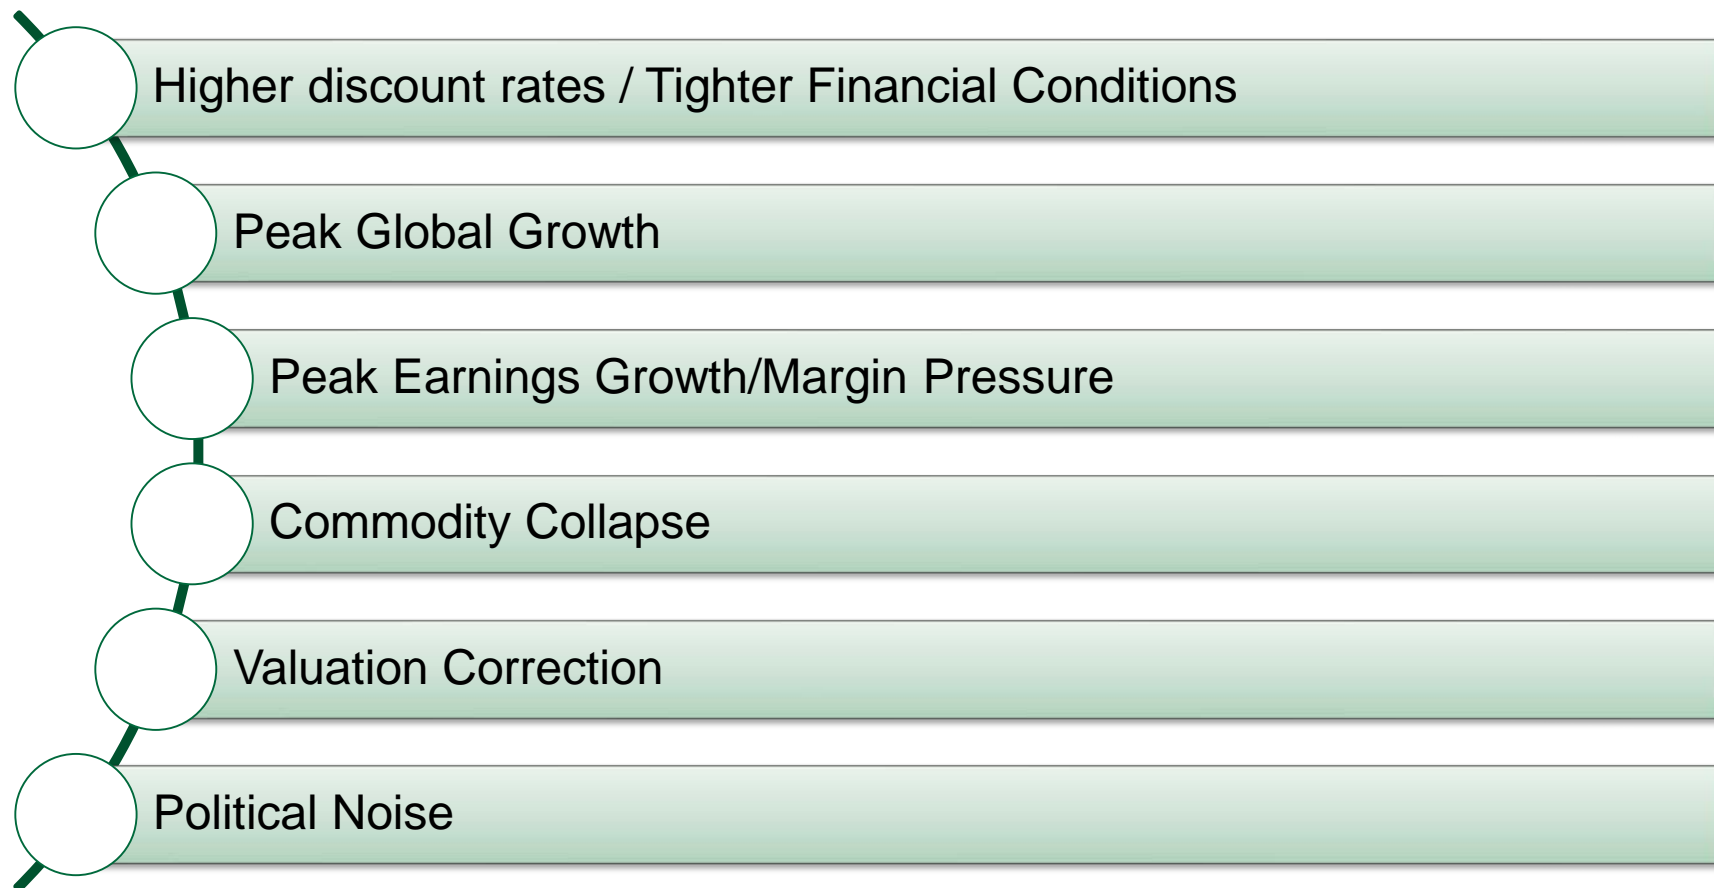 Higher discount rates / Tighter Financial Conditions
Peak Global Growth
Peak Earnings Growth/Margin Pressure
Commodity Collapse
Valuation Correction
Political Noise